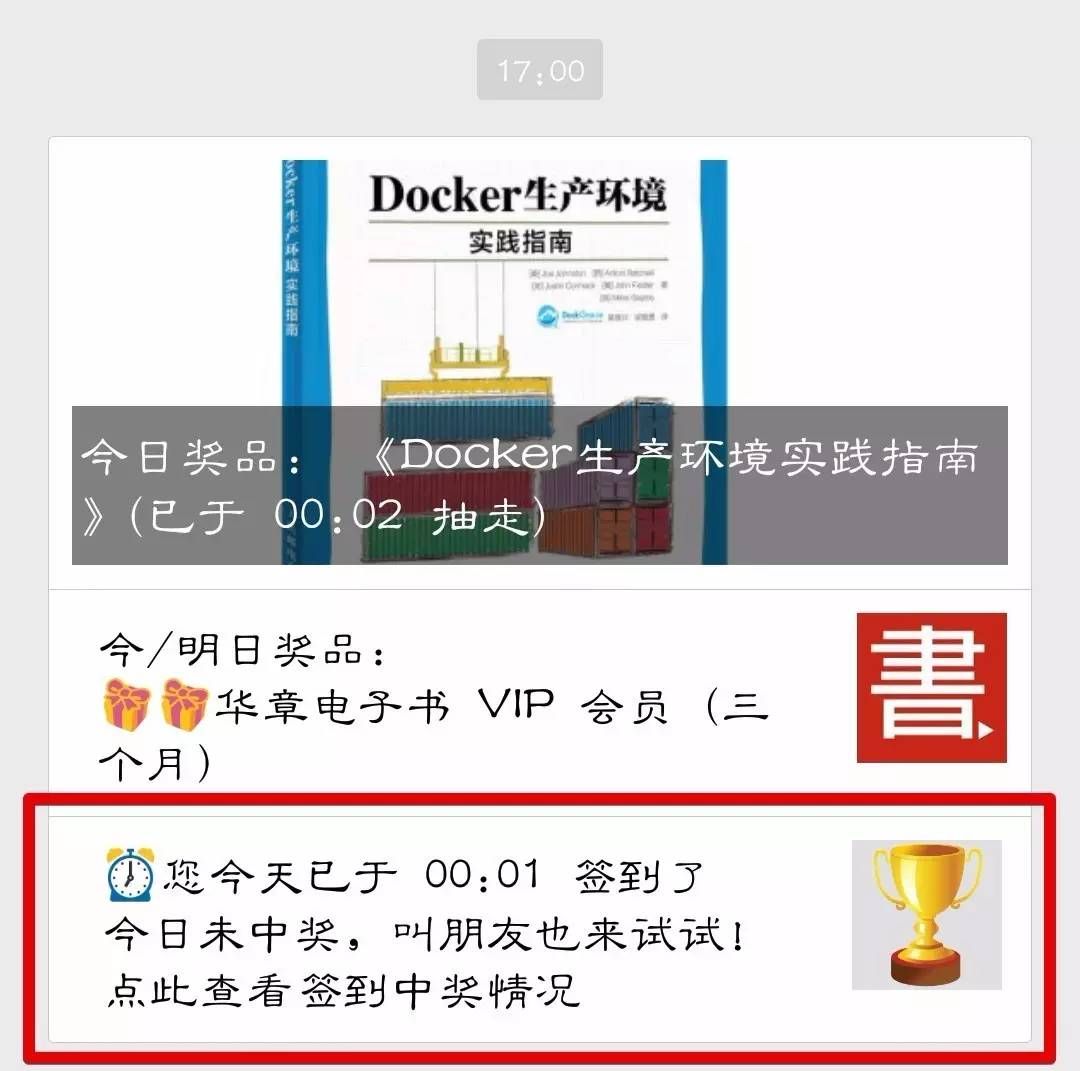 17:00
Docker生产环境
实践指南
Docker生产环境实践指南
今日奖品： 《Docker生产环境实践指南
》(已于 00:02 抽走)
今/明日奖品：
华章电子书 VIP 会员 (三
个月)
書
您今天已于 00:01 签到了
今日未中奖，叫朋友也来试试！
点此查看签到中奖情况